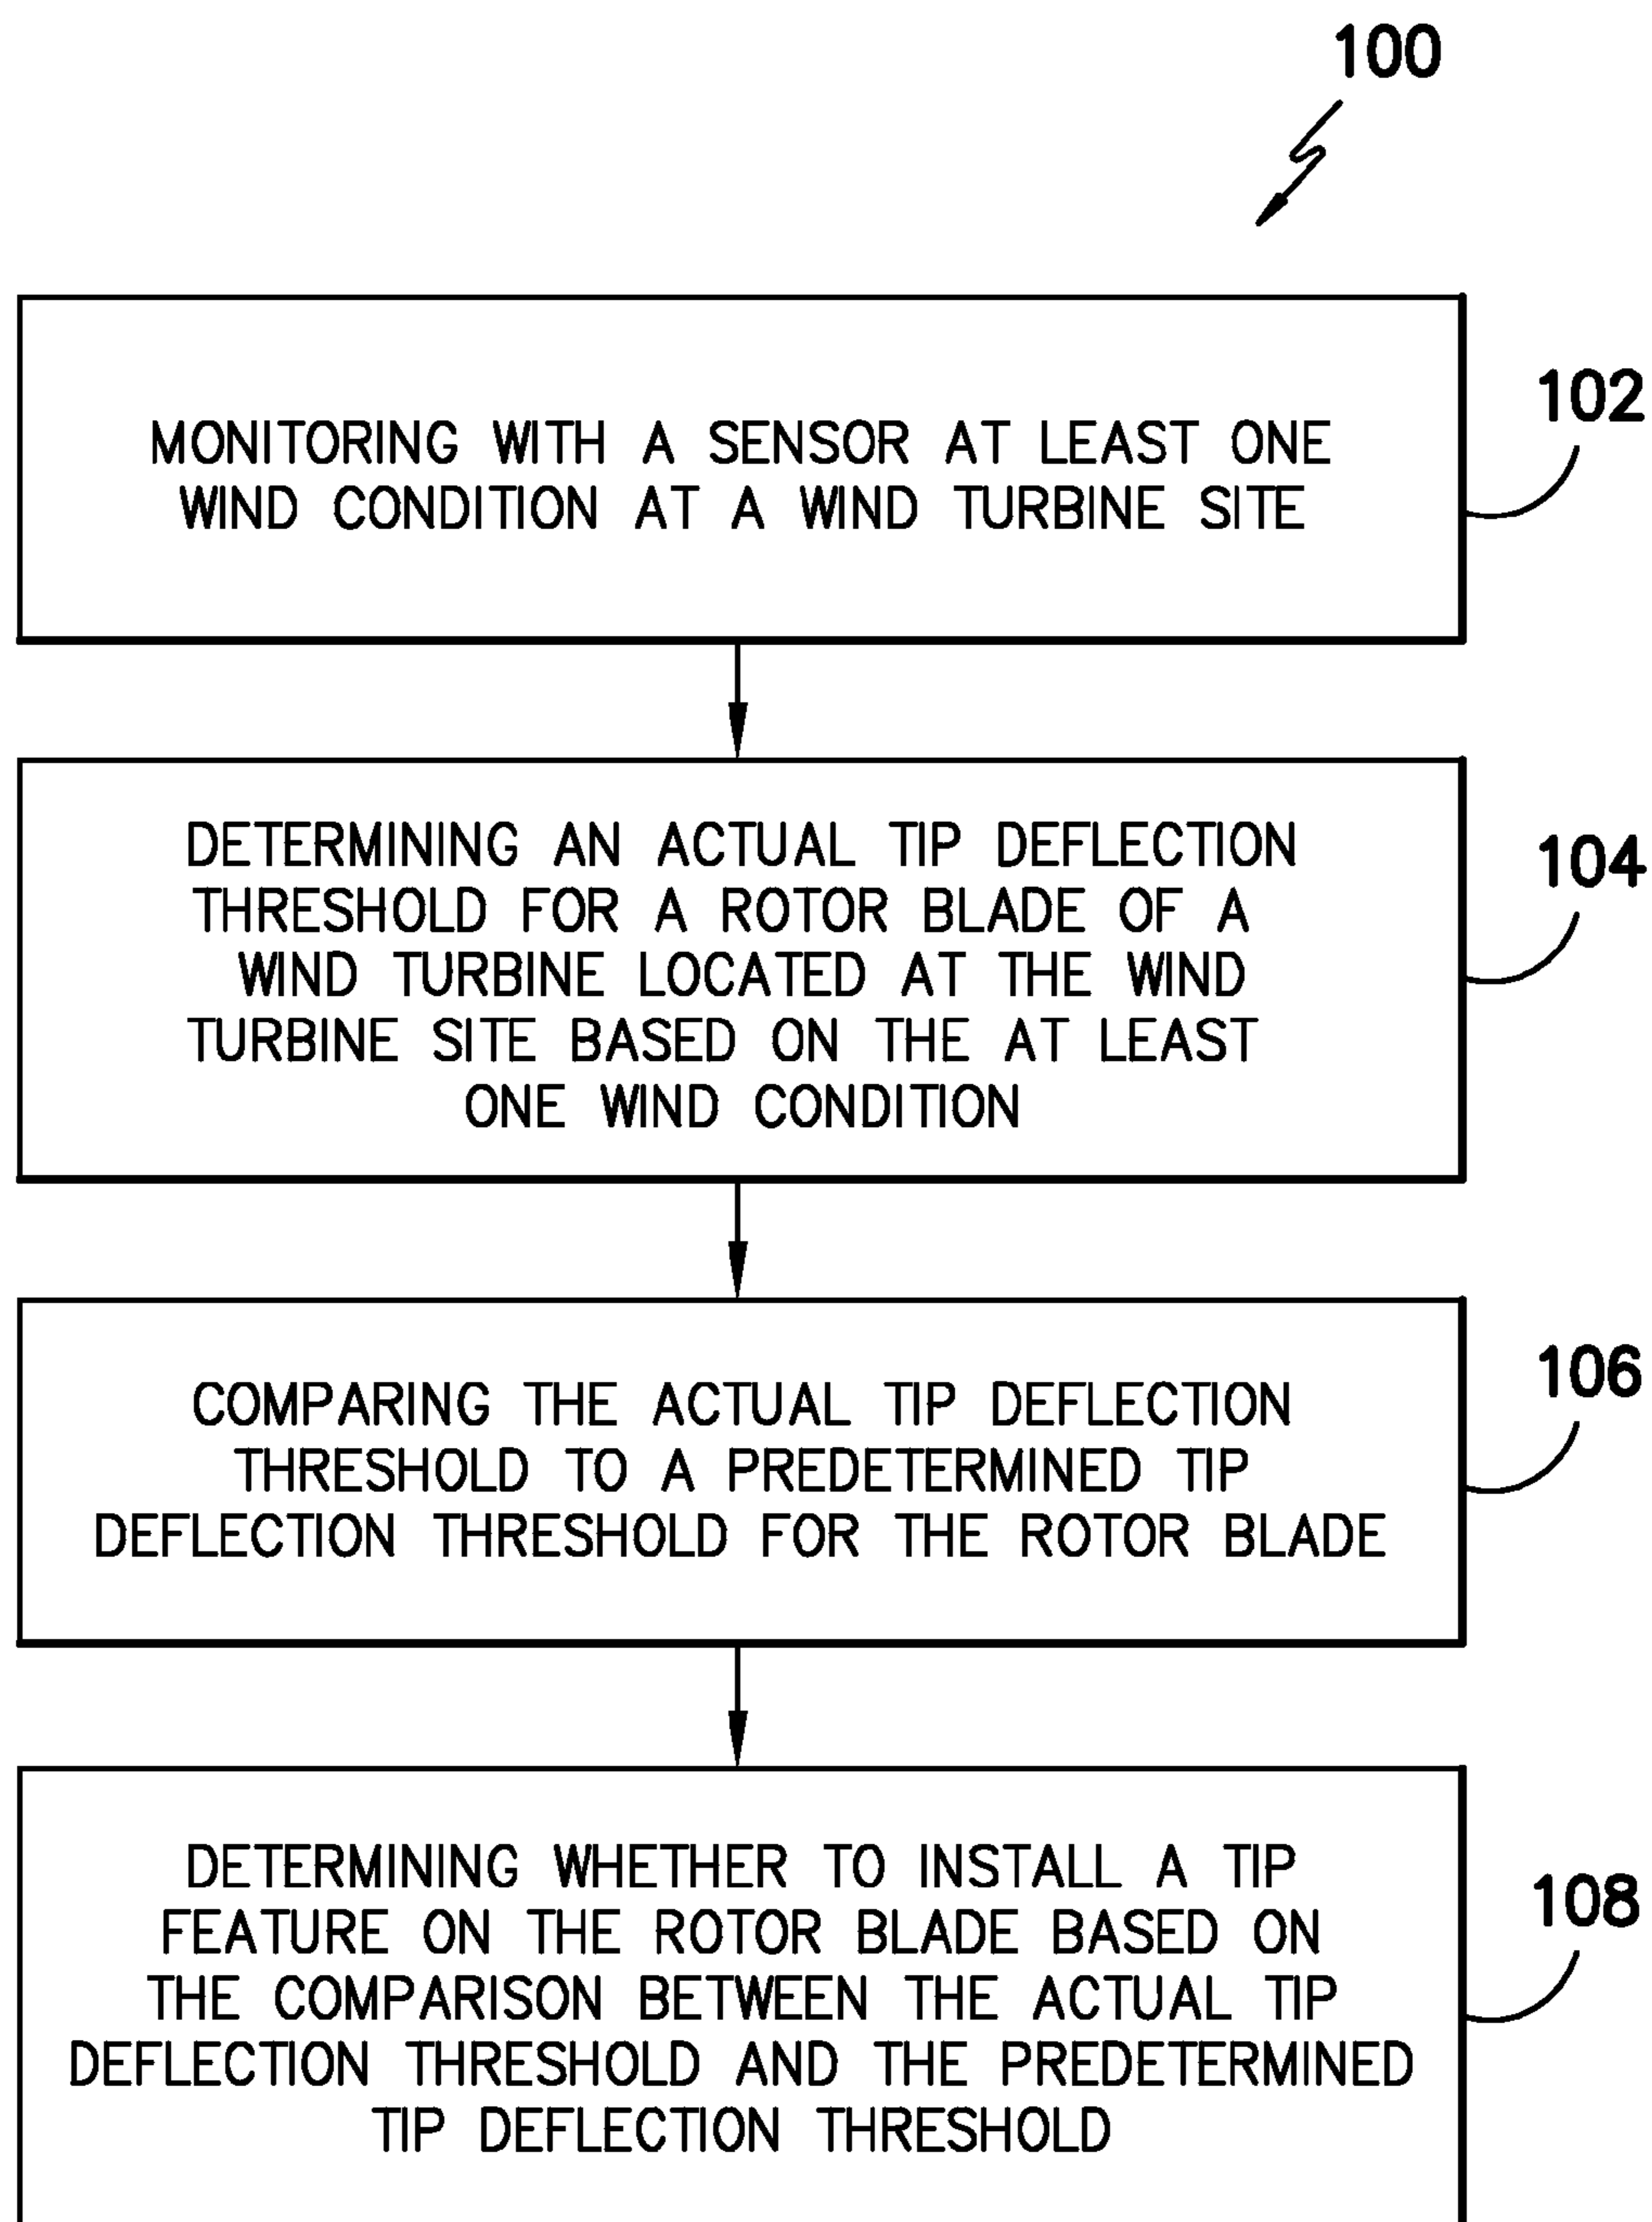 100
MONITORING WITH A SENSOR AT LEAST ONE
WIND CONDITION AT A WIND TURBINE SITE
102
DETERMINING AN ACTUAL TIP DEFLECTION
THRESHOLD FOR A ROTOR BLADE OF A
WIND TURBINE LOCATED AT THE WIND
TURBINE SITE BASED ON THE AT LEAST
ONE WIND CONDITION
104
COMPARING THE ACTUAL TIP DEFLECTION
THRESHOLD TO A PREDETERMINED TIP
DEFLECTION THRESHOLD FOR THE ROTOR BLADE
106
DETERMINING WHETHER TO INSTALL A TIP
FEATURE ON THE ROTOR BLADE BASED ON
THE COMPARISON BETWEEN THE ACTUAL TIP
DEFLECTION THRESHOLD AND THE PREDETERMINED
TIP DEFLECTION THRESHOLD
108